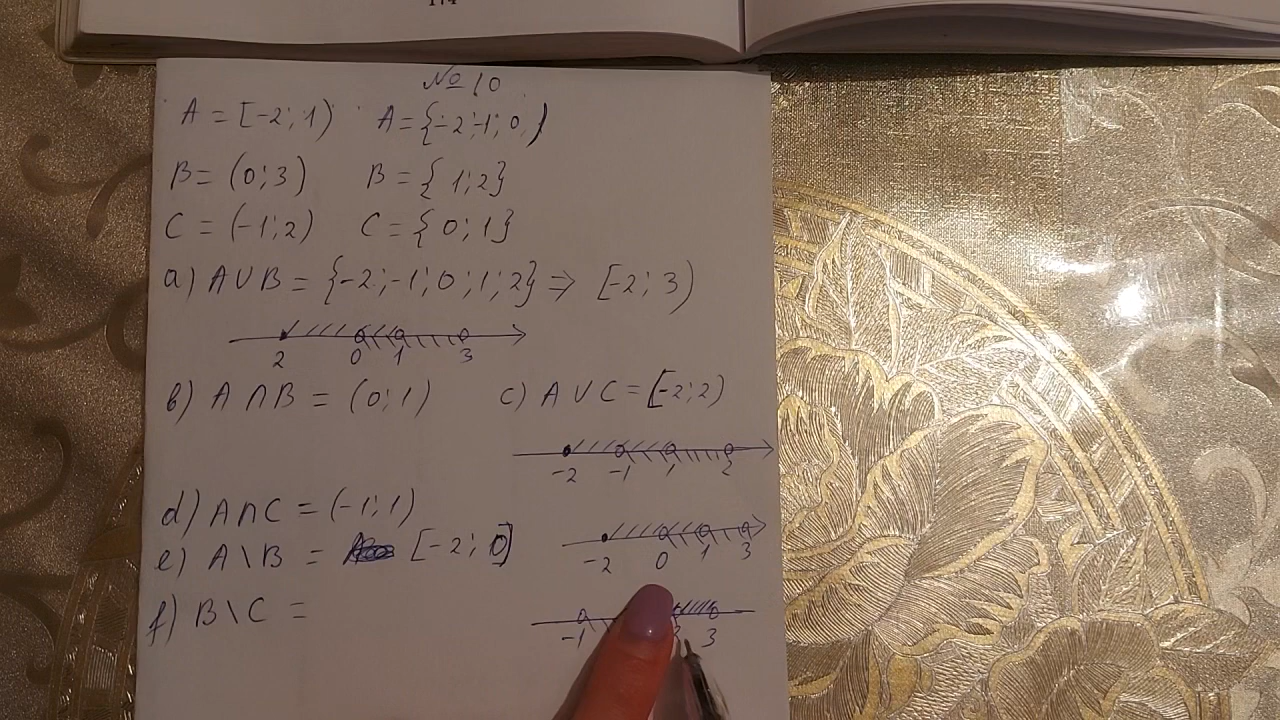 № 10
A = [-2; 1) A = {-2; -1; 0;)
B = (0; 3) B = { 1; 2}
C = (-1; 2) C = { 0; 1}
a) A∪B = {-2; -1; 0; 1; 2} ⇒ [-2; 3)
2 0 1 3
b) A ∩ B = (0; 1) c) A ∪ C = [-2; 2)
-2 -1 1 2
d) A ∩ C = (-1; 1)
e) A \ B = [-2; 0]
-2 0 1 3
f) B \ C =
-1 3